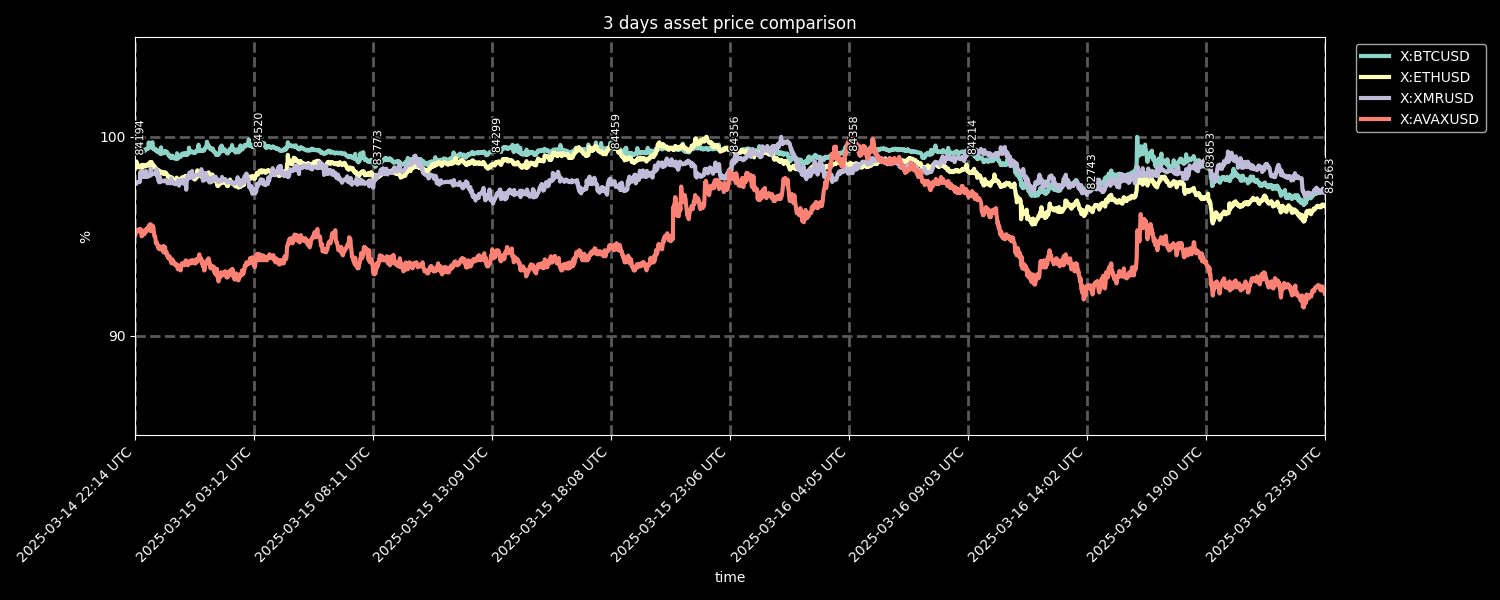 3 days asset price comparison
X:BTCUSD
X:ETHUSD
X:XMRUSD
X:AVAXUSD
100
90
%
84194
84520
83773
84299
84459
84356
84358
84214
82743
83653
82563
2025-03-14 22:14 UTC
2025-03-15 03:12 UTC
2025-03-15 08:11 UTC
2025-03-15 13:09 UTC
2025-03-15 18:08 UTC
2025-03-15 23:06 UTC
2025-03-16 04:05 UTC
2025-03-16 09:03 UTC
2025-03-16 14:02 UTC
2025-03-16 19:00 UTC
2025-03-16 23:59 UTC
time